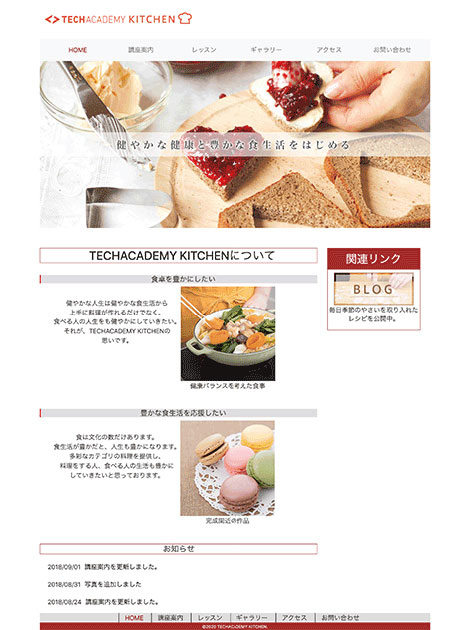 <> TECHACADEMY KITCHEN
HOME 講座案内 レッスン ギャラリー アクセス お問い合わせ
健やかな健康と豊かな食生活をはじめる
TECHACADEMY KITCHENについて
食卓を豊かにしたい
健やかな人生は健やかな食生活から
上手に料理が作れるだけでなく、
食べる人の人生をも健やかにしていきたい。
それが、TECHACADEMY KITCHENの
思いです。
健康バランスを考えた食事
豊かな食生活を応援したい
食は文化の数だけあります。
食生活が豊かだと、人生も豊かになります。
多彩なカテゴリの料理を提供し、
料理をする人、食べる人の生活も豊かに
していきたいと思っております。
完成間近の作品
お知らせ
2018/09/01 講座案内を更新しました。
2018/08/31 写真を追加しました
2018/08/24 講座案内を更新しました。
関連リンク
BLOG
毎日季節のやさいを取り入れた
レシピを公開中。
HOME 講座案内 レッスン ギャラリー アクセス お問い合わせ
©2020 TECHACADEMY KITCHEN.